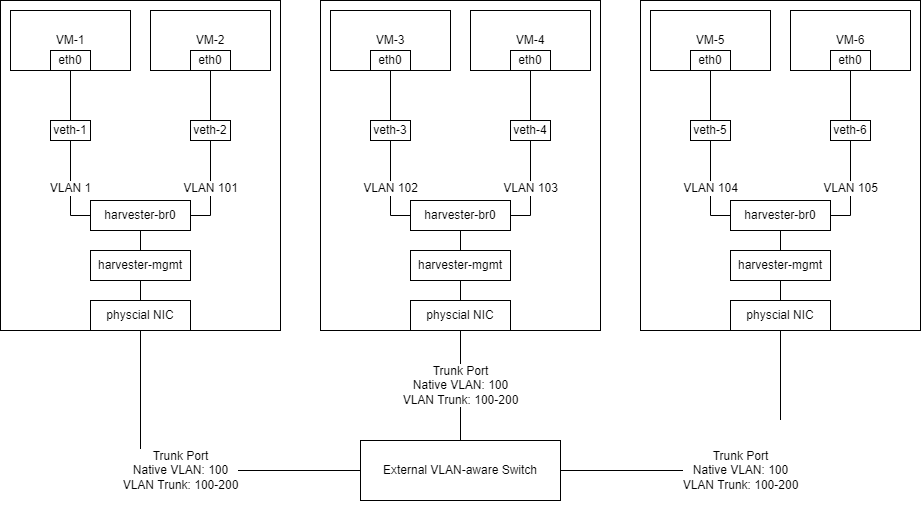 VM-1
VM-2
VM-3
VM-4
VM-5
VM-6
eth0
eth0
eth0
eth0
eth0
eth0
veth-1
veth-2
veth-3
veth-4
veth-5
veth-6
VLAN 1
VLAN 101
VLAN 102
VLAN 103
VLAN 104
VLAN 105
harvester-br0
harvester-br0
harvester-br0
harvester-mgmt
harvester-mgmt
harvester-mgmt
physcial NIC
physcial NIC
physcial NIC
Trunk Port
Native VLAN: 100
VLAN Trunk: 100-200
Trunk Port
Native VLAN: 100
VLAN Trunk: 100-200
External VLAN-aware Switch
Trunk Port
Native VLAN: 100
VLAN Trunk: 100-200